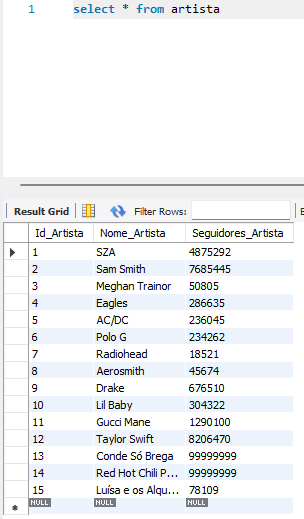 1 select * from artista
Result Grid Filter Rows: E
Id_Artista Nome_Artista Seguidores_Artista
1 SZA 4875292
2 Sam Smith 7685445
3 Meghan Trainor 50805
4 Eagles 286635
5 AC/DC 236045
6 Polo G 234262
7 Radiohead 18521
8 Aerosmith 45674
9 Drake 676510
10 Lil Baby 304322
11 Gucci Mane 1290100
12 Taylor Swift 8206470
13 Conde Só Brega 99999999
14 Red Hot Chili P... 99999999
15 Luísa e os Alqu... 78109
* NULL NULL NULL